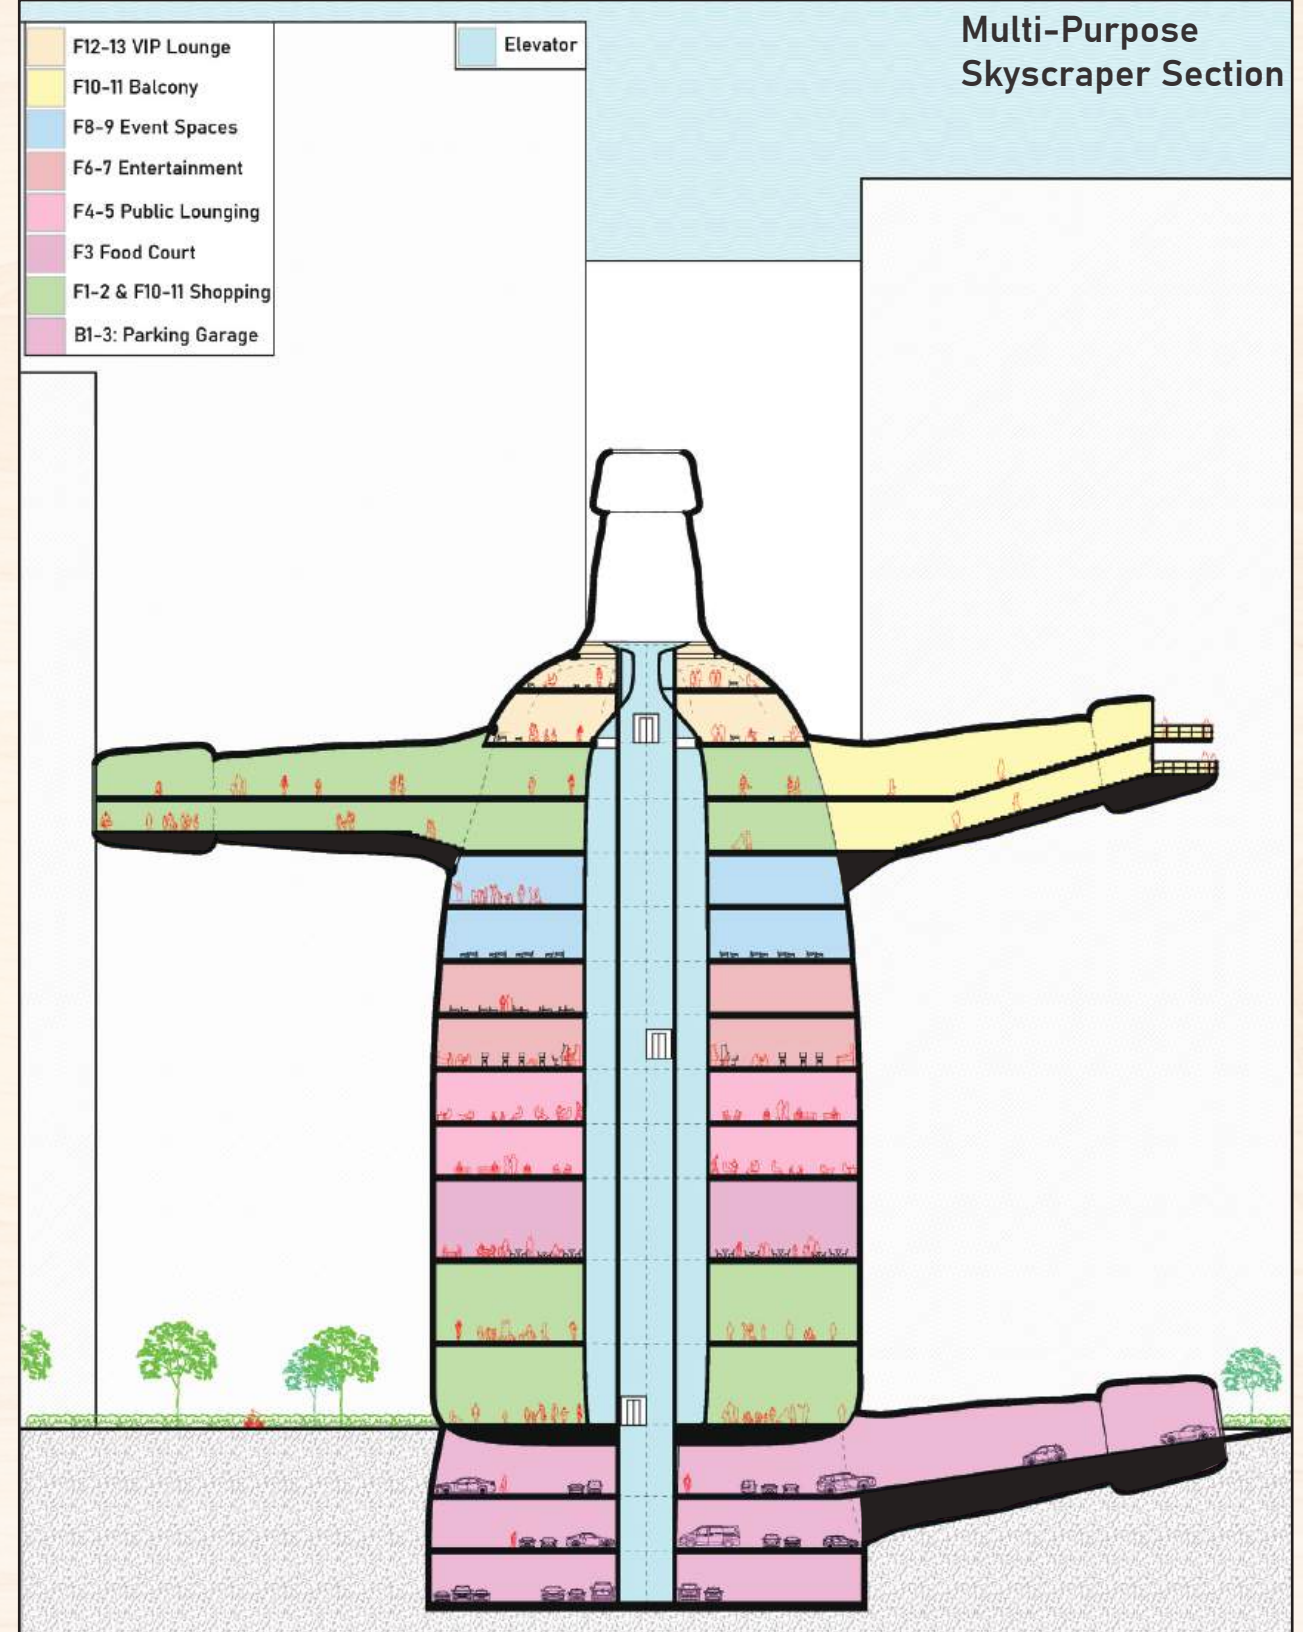 Multi-Purpose
Skyscraper Section
F12-13 VIP Lounge
F10-11 Balcony
F8-9 Event Spaces
F6-7 Entertainment
F4-5 Public Lounging
F3 Food Court
F1-2 & F10-11 Shopping
B1-3: Parking Garage
Elevator